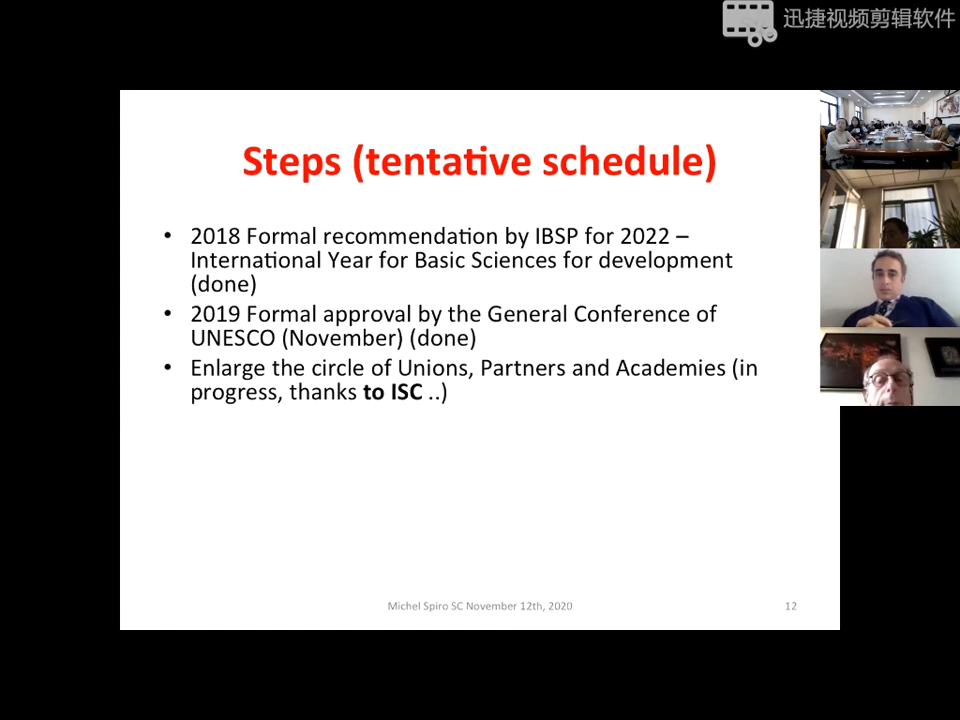 迅捷视频剪辑软件
Steps (tentative schedule)
• 2018 Formal recommendation by IBSP for 2022 –
International Year for Basic Sciences for development
(done)
• 2019 Formal approval by the General Conference of
UNESCO (November) (done)
• Enlarge the circle of Unions, Partners and Academies (in
progress, thanks to ISC ..)
Michel Spiro SC November 12th, 2020
12